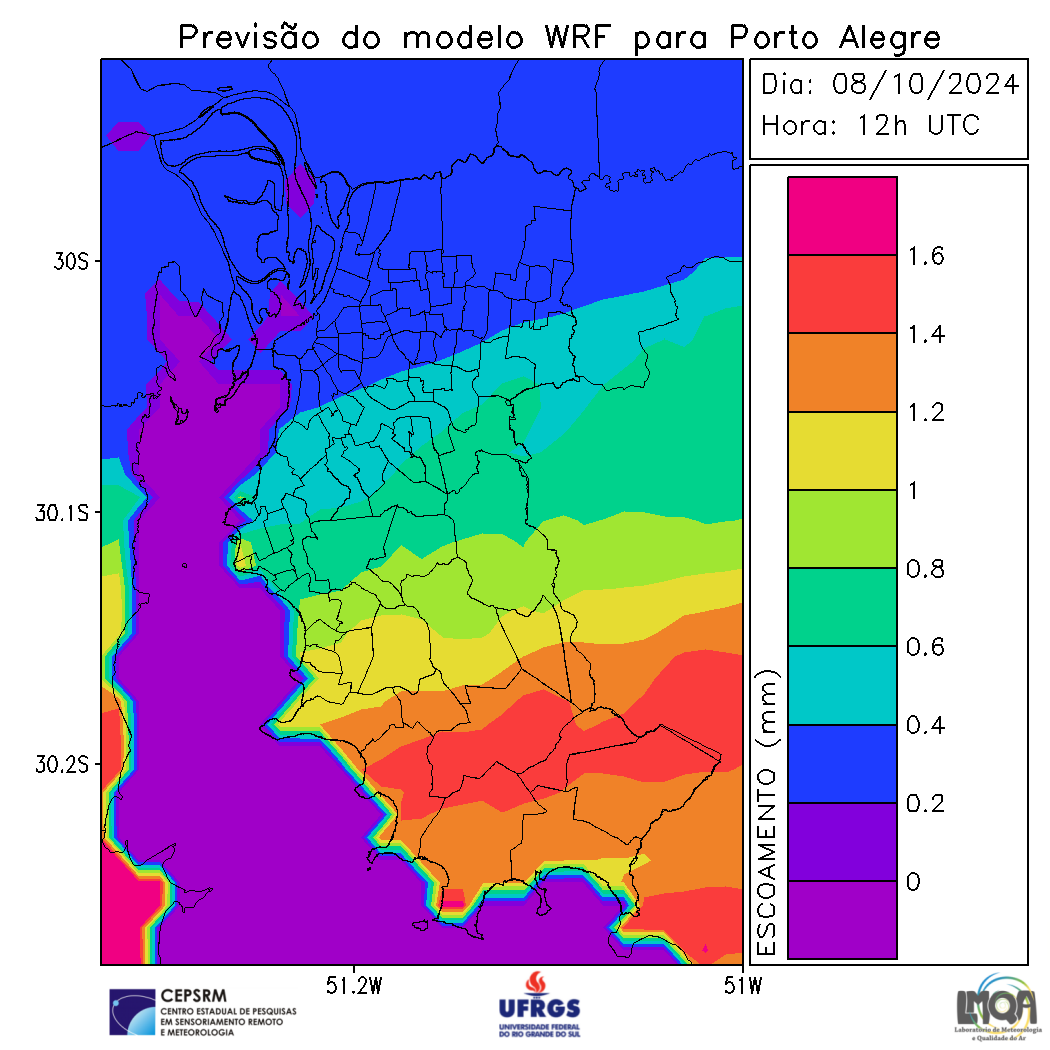 Previsão do modelo WRF para Porto Alegre
Dia: 08/10/2024
Hora: 12h UTC
30S
30.1S
30.2S
51.2W
51W
ESCOAMENTO (mm)
1.6
1.4
1.2
1
0.8
0.6
0.4
0.2
0
CEPSRM
CENTRO ESTADUAL DE PESQUISAS
EM SENSORIAMENTO REMOTO
E METEOROLOGIA
UFRGS
UNIVERSIDADE FEDERAL
DO RIO GRANDE DO SUL
LMQA
Laboratório de Meteorologia
e Qualidade do Ar